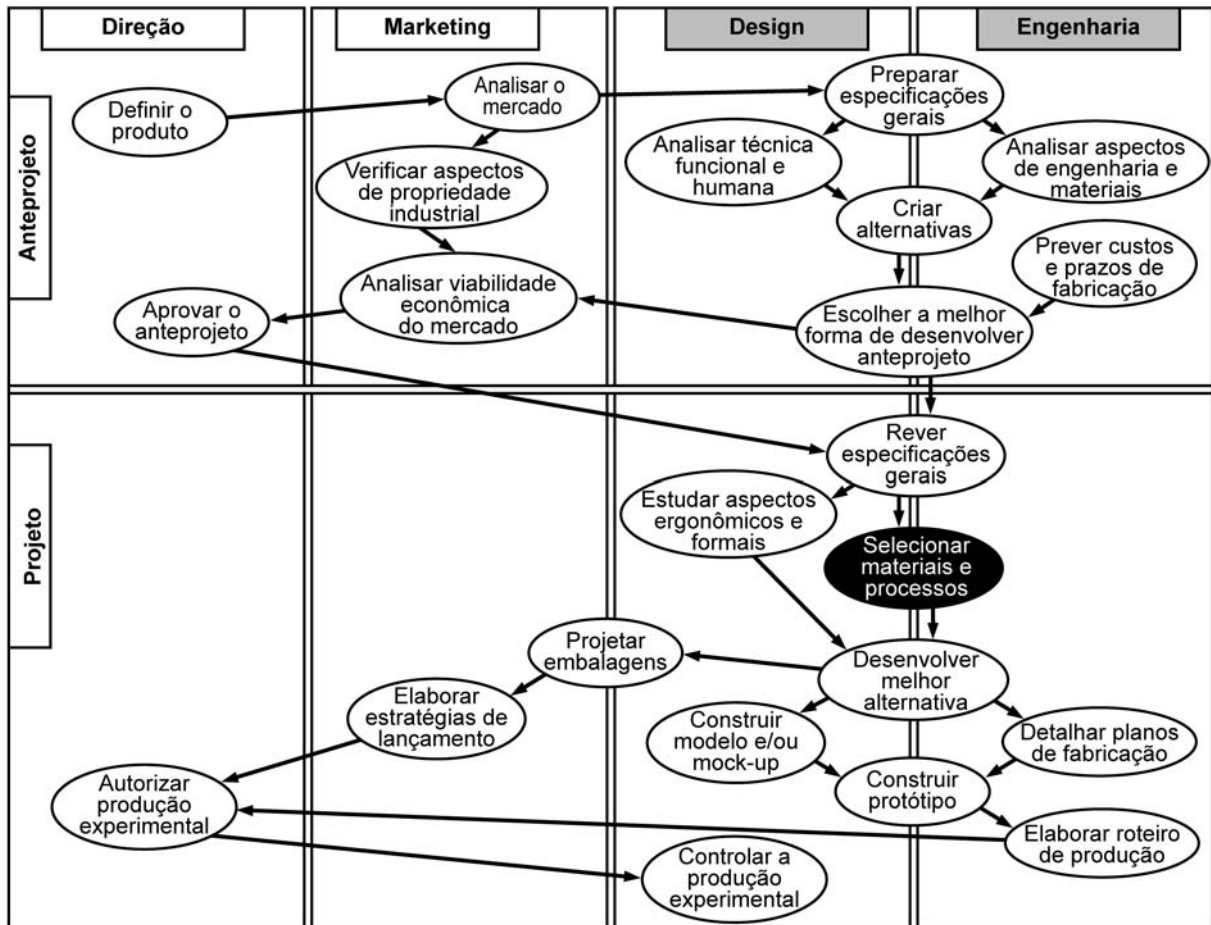 Direção
Marketing
Design
Engenharia
Anteprojeto
Definir o
produto
Analisar o
mercado
Preparar
especificações
gerais
Verificar aspectos
de propriedade
industrial
Analisar técnica
funcional e
humana
Analisar aspectos
de engenharia e
materiais
Criar
alternativas
Prever custos
e prazos de
fabricação
Analisar viabilidade
econômica
do mercado
Aprovar o
anteprojeto
Escolher a melhor
forma de desenvolver
anteprojeto
Projeto
Rever
especificações
gerais
Estudar aspectos
ergonômicos e
formais
Selecionar
materiais e
processos
Projetar
embalagens
Desenvolver
melhor
alternativa
Elaborar
estratégias de
lançamento
Construir
modelo e/ou
mock-up
Detalhar planos
de fabricação
Autorizar
produção
experimental
Construir
protótipo
Elaborar roteiro
de produção
Controlar a
produção
experimental